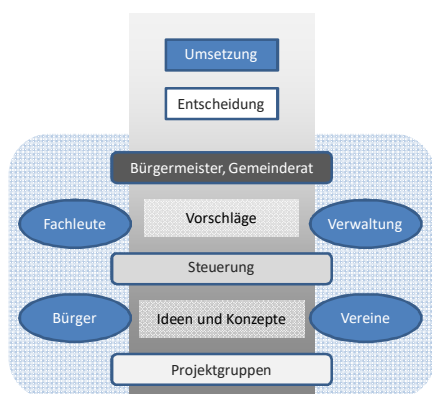 Umsetzung
Entscheidung
Bürgermeister, Gemeinderat
Fachleute
Vorschläge
Verwaltung
Steuerung
Bürger
Ideen und Konzepte
Vereine
Projektgruppen